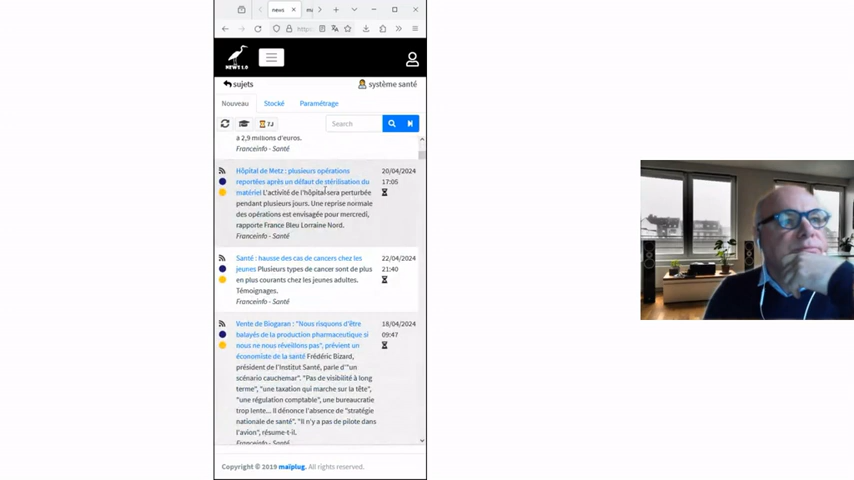 news
NEWS 1.0
sujets
système santé
Nouveau
Stocké
Paramétrage
7J
Search
à 2,9 millions d'euros.
Franceinfo - Santé
Hôpital de Metz : plusieurs opérations
reportées après un défaut de stérilisation du
matériel L'activité de l'hôpital sera perturbée
pendant plusieurs jours. Une reprise normale
des opérations est envisagée pour mercredi,
rapporte France Bleu Lorraine Nord.
Franceinfo - Santé
20/04/2024
17:05
Santé : hausse des cas de cancers chez les
jeunes Plusieurs types de cancer sont de plus
en plus courants chez les jeunes adultes.
Témoignages.
Franceinfo - Santé
22/04/2024
21:40
Vente de Biogaran : "Nous risquons d'être
balayés de la production pharmaceutique si
nous ne nous réveillons pas", prévient un
économiste de la santé Frédéric Bizard,
président de l'Institut Santé, parle d'"un
scénario cauchemar". "Pas de visibilité à long
terme", "une taxation qui marche sur la tête",
"une régulation comptable", une bureaucratie
trop lente... Il dénonce l'absence de "stratégie
nationale de santé". "Il n'y a pas de pilote dans
l'avion", résume-t-il.
Franceinfo - Santé
18/04/2024
09:47
Copyright © 2019 maiplug. All rights reserved.